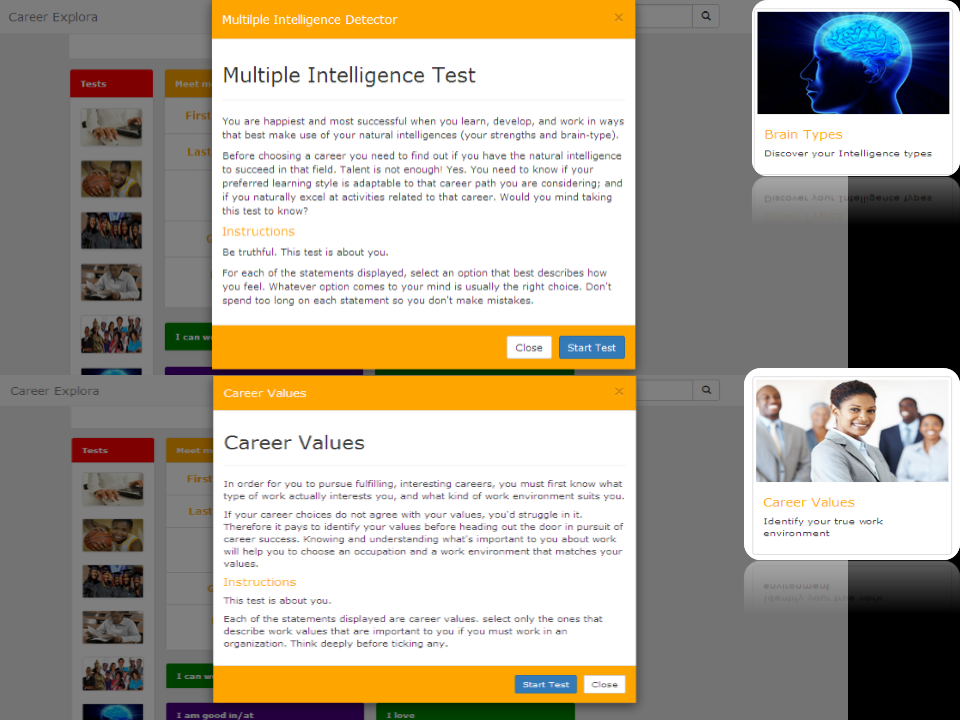 Career Explora
Multilple Intelligence Detector
×
Tests
Meet m
First
Last
I can we
Multiple Intelligence Test
You are happiest and most successful when you learn, develop, and work in ways
that best make use of your natural intelligences (your strengths and brain-type).
Before choosing a career you need to find out if you have the natural intelligence
to succeed in that field. Talent is not enough! Yes. You need to know if your
preferred learning style is adaptable to that career path you are considering; and
if you naturally excel at activities related to that career. Would you mind taking
this test to know?
Instructions
Be truthful. This test is about you.
For each of the statements displayed, select an option that best describes how
you feel. Whatever option comes to your mind is usually the right choice. Don't
spend too long on each statement so you don't make mistakes.
Close
Start Test
Brain Types
Discover your Intelligence types
Discover your Intelligence types
Career Explora
Career Values
×
Tests
Meet m
First
Last
I can we
Career Values
In order for you to pursue fulfilling, interesting careers, you must first know what
type of work actually interests you, and what kind of work environment suits you.
If your career choices do not agree with your values, you'd struggle in it.
Therefore it pays to identify your values before heading out the door in pursuit of
career success. Knowing and understanding what's important to you about work
will help you to choose an occupation and a work environment that matches your
values.
Instructions
This test is about you.
Each of the statements displayed are career values. select only the ones that
describe work values that are important to you if you must work in an
organization. Think deeply before ticking any.
Start Test
Close
I am good in/at
I love
Career Values
Identify your true work
environment
environment
Identify your true work